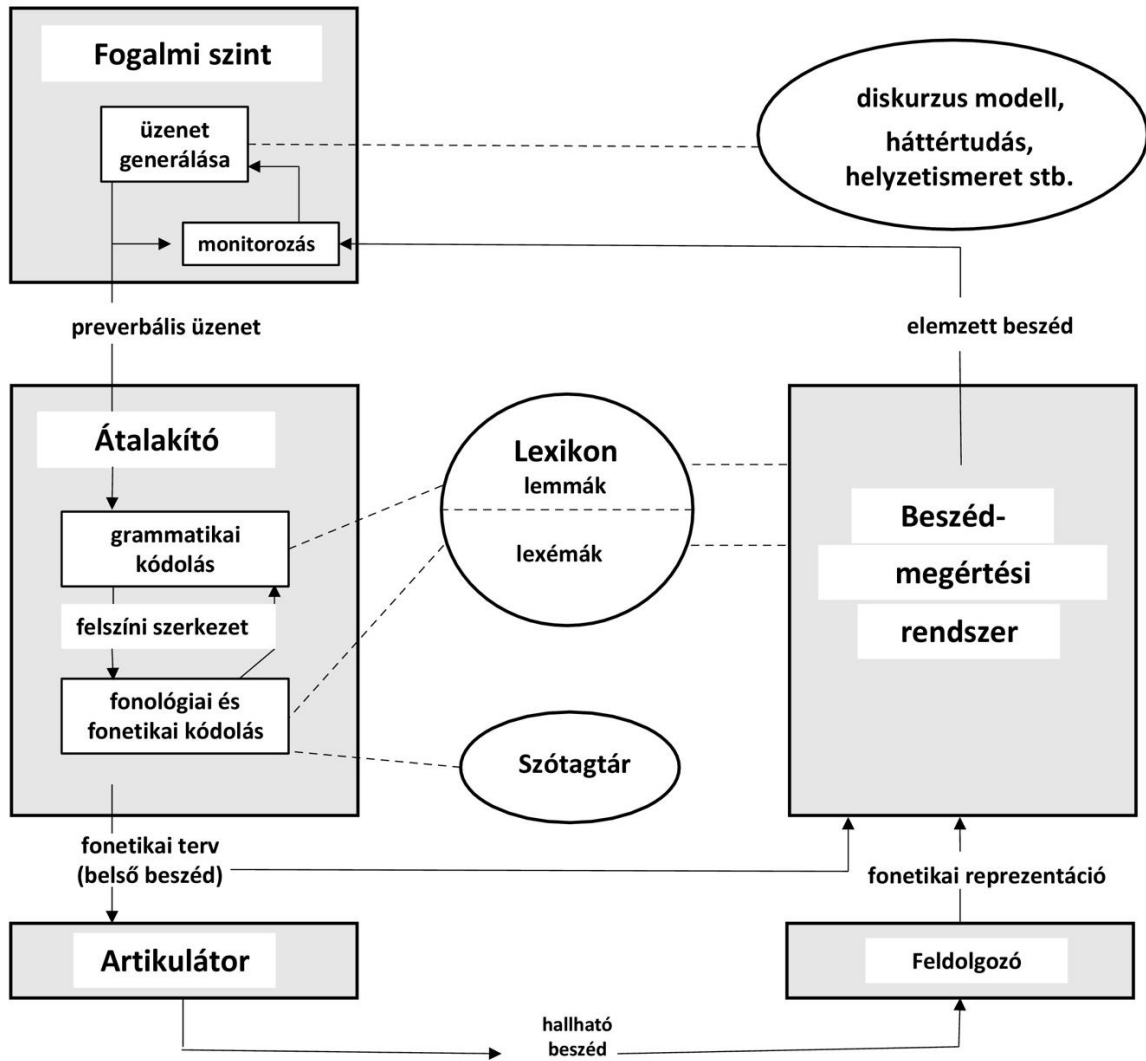 Fogalmi szint
üzenet
generálása
monitorozás
diskurzus modell,
háttértudás,
helyzetismeret stb.
preverbális üzenet
elemzett beszéd
Átalakító
grammatikai
kódolás
felszíni szerkezet
fonológiai és
fonetikai kódolás
Lexikon
lemmák
lexémák
Szótagtár
Beszéd-
megértési
rendszer
fonetikai terv
(belső beszéd)
fonetikai reprezentáció
Artikulátor
Feldolgozó
hallható
beszéd